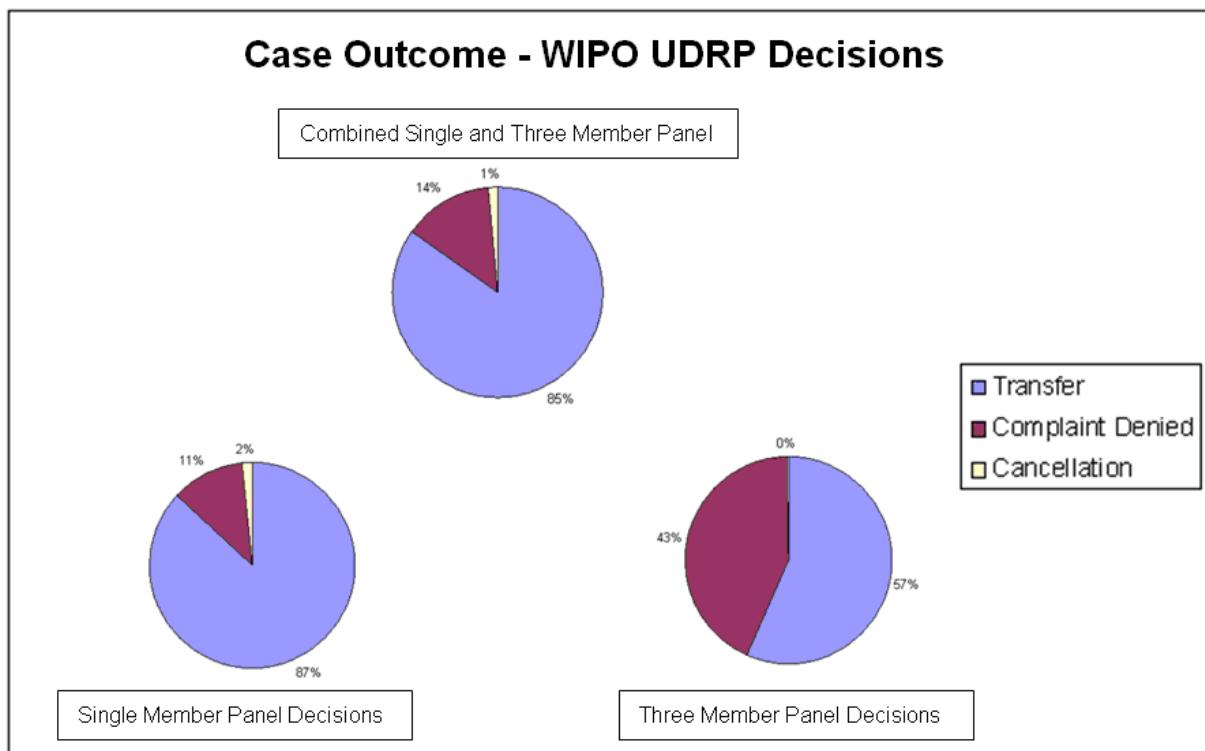 Case Outcome - WIPO UDRP Decisions
Combined Single and Three Member Panel
1%
14%
85%
Transfer
Complaint Denied
Cancellation
2%
11%
87%
Single Member Panel Decisions
0%
43%
57%
Three Member Panel Decisions